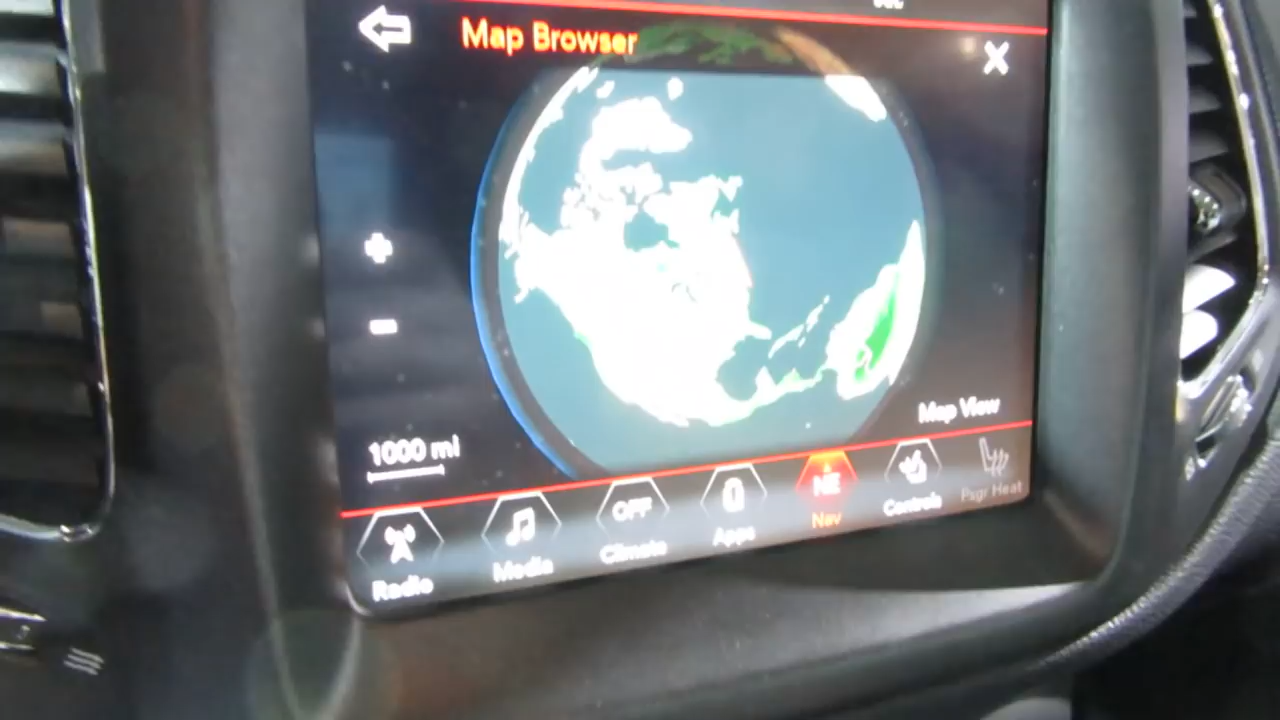 Map Browser
Map View
1000 mi
OFF
NE
Radio
Media
Climate
Apps
Nav
Controls
Psgr Heat